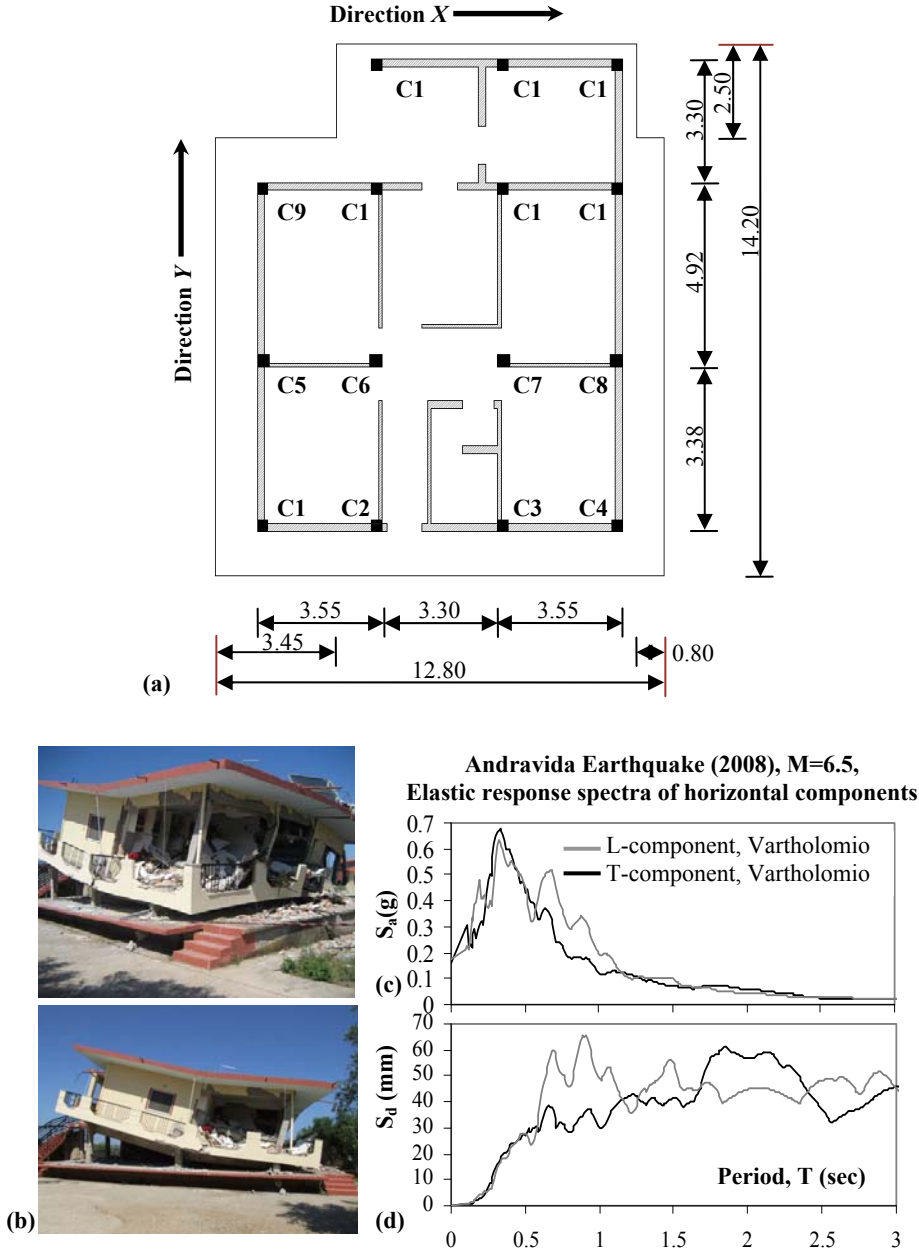 Direction X
C1 C1 C1
C9 C1 C1 C1
C5 C6 C7 C8
C1 C2 C3 C4
Direction Y
3.30
2.50
4.92
14.20
3.38
3.55 3.30 3.55
3.45 0.80
12.80
(a)
(b)
Andravida Earthquake (2008), M=6.5,
Elastic response spectra of horizontal components
L-component, Vartholomio
T-component, Vartholomio
Sa(g)
0.7
0.6
0.5
0.4
0.3
0.2
0.1
0
(c)
Sd (mm)
70
60
50
40
30
20
10
0
Period, T (sec)
(d)
0 0.5 1 1.5 2 2.5 3